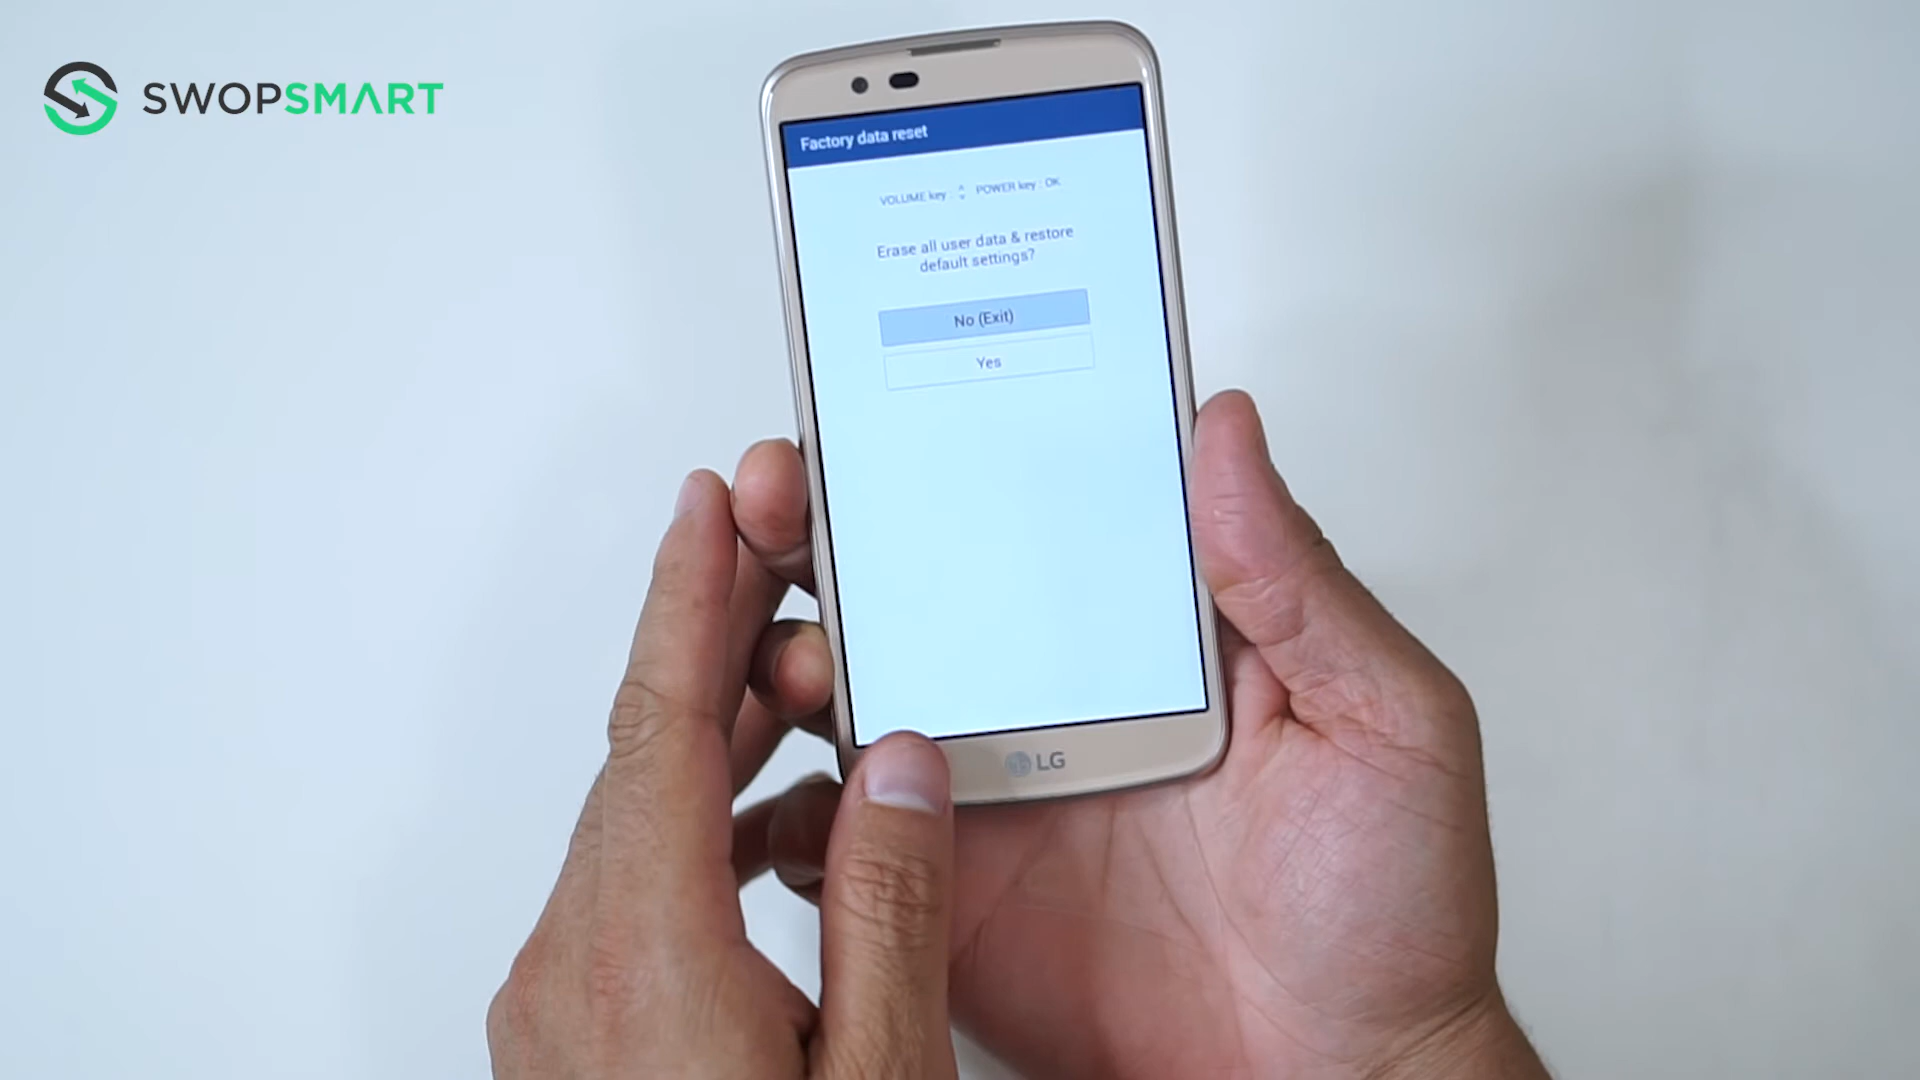 SWOPSMART
Factory data reset
VOLUME key : POWER key : OK
Erase all user data & restore
default settings?
No (Exit)
Yes
LG